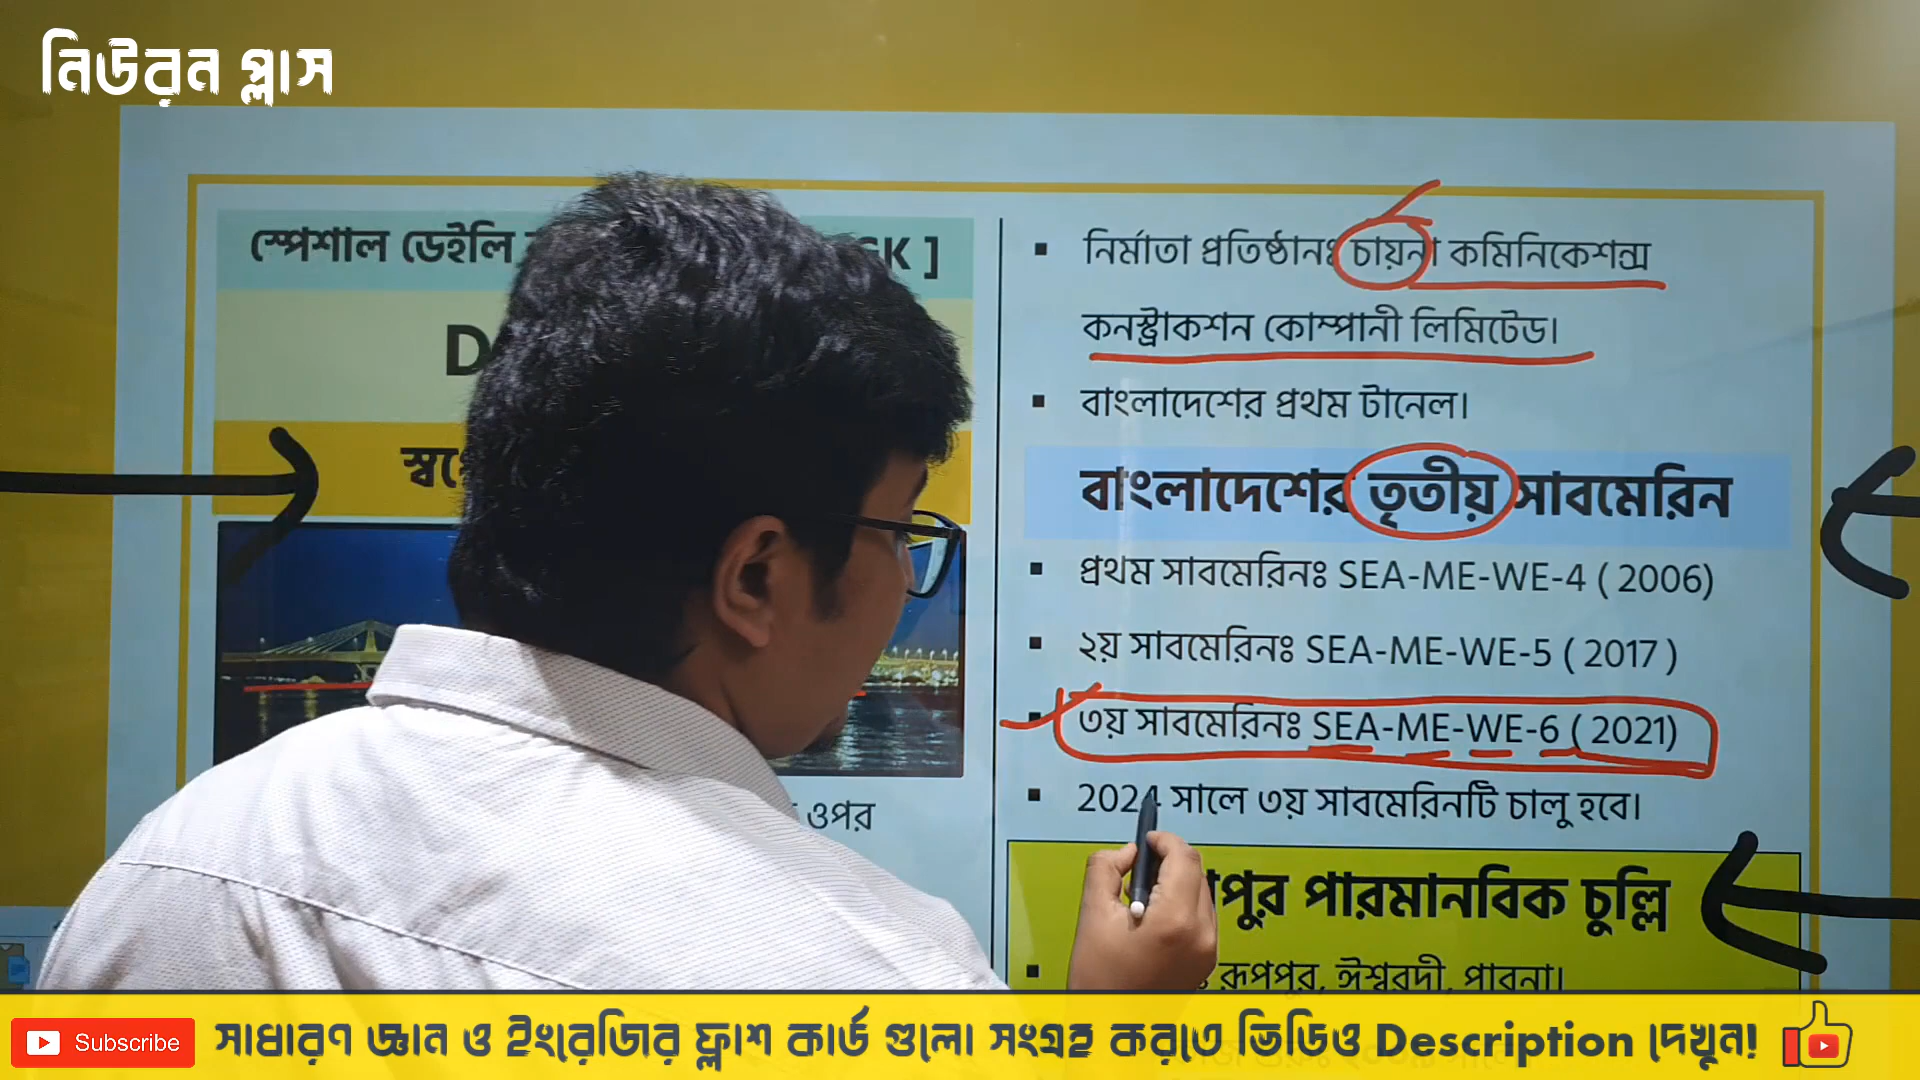 নিউরন প্লাস
স্পেশাল ডেইলি
GK ]
ওপর
নির্মাতা প্রতিষ্ঠানঃ চায়না কমিনিকেশন্স
কনস্ট্রাকশন কোম্পানী লিমিটেড।
বাংলাদেশের প্রথম টানেল।
বাংলাদেশের তৃতীয় সাবমেরিন
প্রথম সাবমেরিনঃ SEA-ME-WE-4 ( 2006)
২য় সাবমেরিনঃ SEA-ME-WE-5 ( 2017 )
৩য় সাবমেরিনঃ SEA-ME-WE-6 ( 2021)
2024 সালে ৩য় সাবমেরিনটি চালু হবে।
পারমানবিক চুল্লি
রূপপুর, ঈশ্বরদী, পাবনা।
Subscribe
সাধারণ জ্ঞান ও ইংরেজির ফ্লাশ কার্ড গুলো সংগ্রহ করতে ভিডিও Description দেখুন!